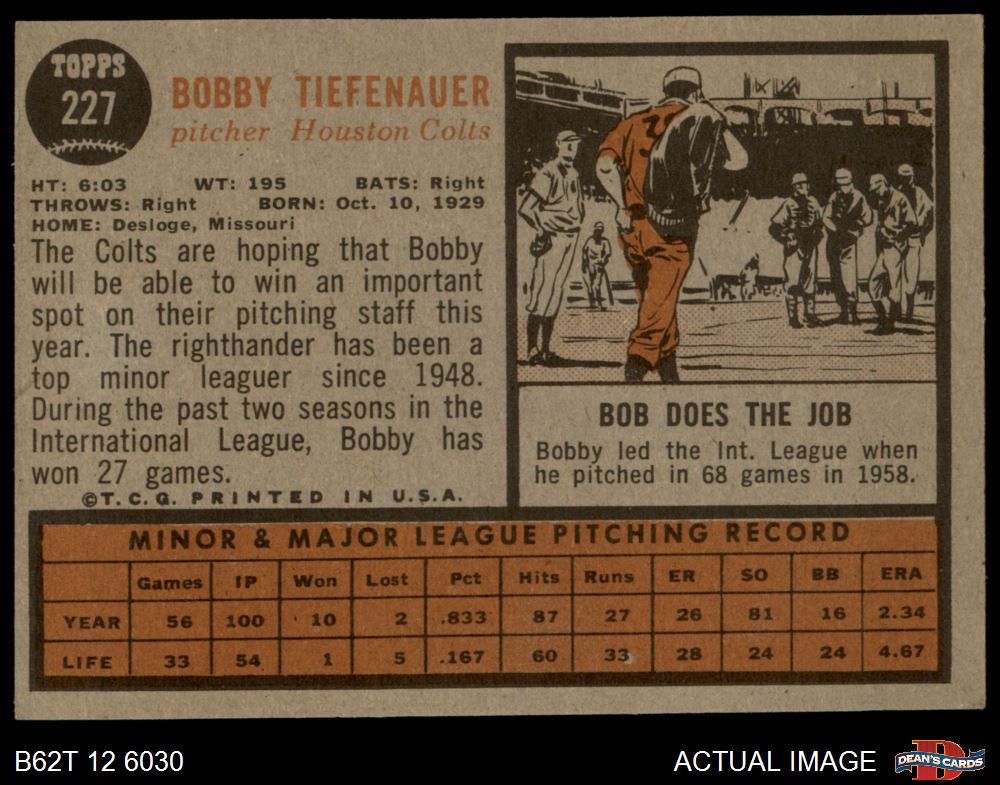 TOPPS
227
BOBBY TIEFENAUER
pitcher Houston Colts
HT: 6:03 WT: 195 BATS: Right
THROWS: Right BORN: Oct. 10, 1929
HOME: Desloge, Missouri
The Colts are hoping that Bobby
will be able to win an important
spot on their pitching staff this
year. The righthander has been a
top minor leaguer since 1948.
During the past two seasons in the
International League, Bobby has
won 27 games.
©T.C.G. PRINTED IN U.S.A.
BOB DOES THE JOB
Bobby led the Int. League when
he pitched in 68 games in 1958.
MINOR & MAJOR LEAGUE PITCHING RECORD
Games IP Won Lost Pct Hits Runs ER SO BB ERA
YEAR 56 100 10 2 .833 87 27 26 81 16 2.34
LIFE 33 54 1 5 .167 60 33 28 24 24 4.67
B62T 12 6030
ACTUAL IMAGE
DEAN'S CARDS